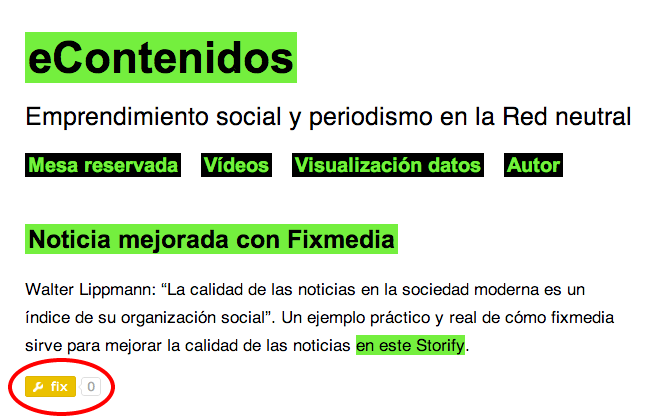 eContenidos
Emprendimiento social y periodismo en la Red neutral
Mesa reservada Vídeos Visualización datos Autor
Noticia mejorada con Fixmedia
Walter Lippmann: “La calidad de las noticias en la sociedad moderna es un
índice de su organización social”. Un ejemplo práctico y real de cómo fixmedia
sirve para mejorar la calidad de las noticias en este Storify.
fix 0